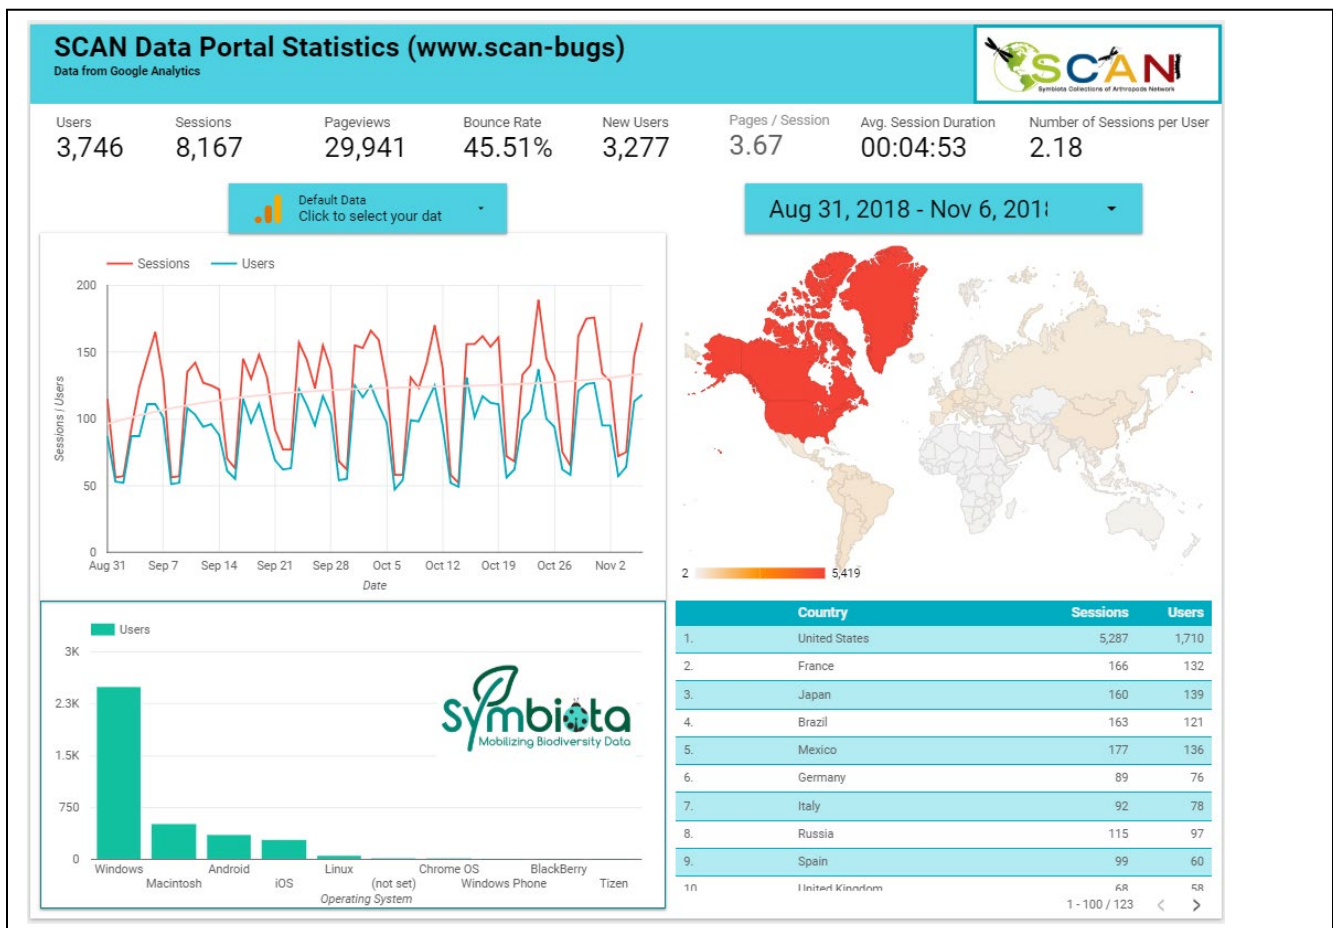 SCAN Data Portal Statistics (www.scan-bugs)
Data from Google Analytics
SCAN
Symbiota Collections of Arthropods Network
Users
3,746
Sessions
8,167
Pageviews
29,941
Bounce Rate
45.51%
New Users
3,277
Pages / Session
3.67
Avg. Session Duration
00:04:53
Number of Sessions per User
2.18
Default Data
Click to select your dat
Aug 31, 2018 - Nov 6, 201
Sessions Users
200
150
100
50
0
Sessions / Users
Aug 31 Sep 7 Sep 14 Sep 21 Sep 28 Oct 5 Oct 12 Oct 19 Oct 26 Nov 2
Date
2 5,419
Users
3K
2.3K
1.5K
750
0
Symbiota
Mobilizing Biodiversity Data
Windows Android Linux Chrome OS BlackBerry
Macintosh iOS (not set) Windows Phone Tizen
Operating System
Country Sessions Users
1. United States 5,287 1,710
2. France 166 132
3. Japan 160 139
4. Brazil 163 121
5. Mexico 177 136
6. Germany 89 76
7. Italy 92 78
8. Russia 115 97
9. Spain 99 60
10 United Kingdom 68 58
1 - 100 / 123